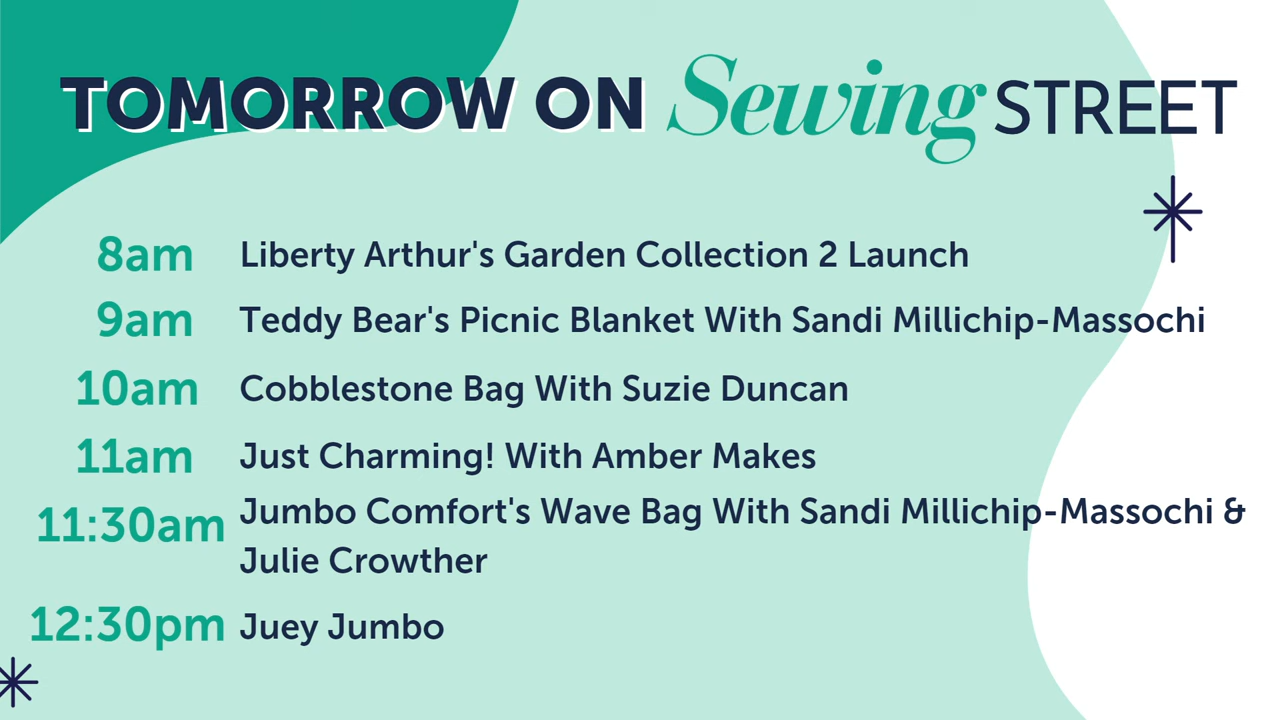 TOMORROW ON Sewing STREET
8am Liberty Arthur's Garden Collection 2 Launch
9am Teddy Bear's Picnic Blanket With Sandi Millichip-Massochi
10am Cobblestone Bag With Suzie Duncan
11am Just Charming! With Amber Makes
11:30am Jumbo Comfort's Wave Bag With Sandi Millichip-Massochi &
Julie Crowther
12:30pm Juey Jumbo